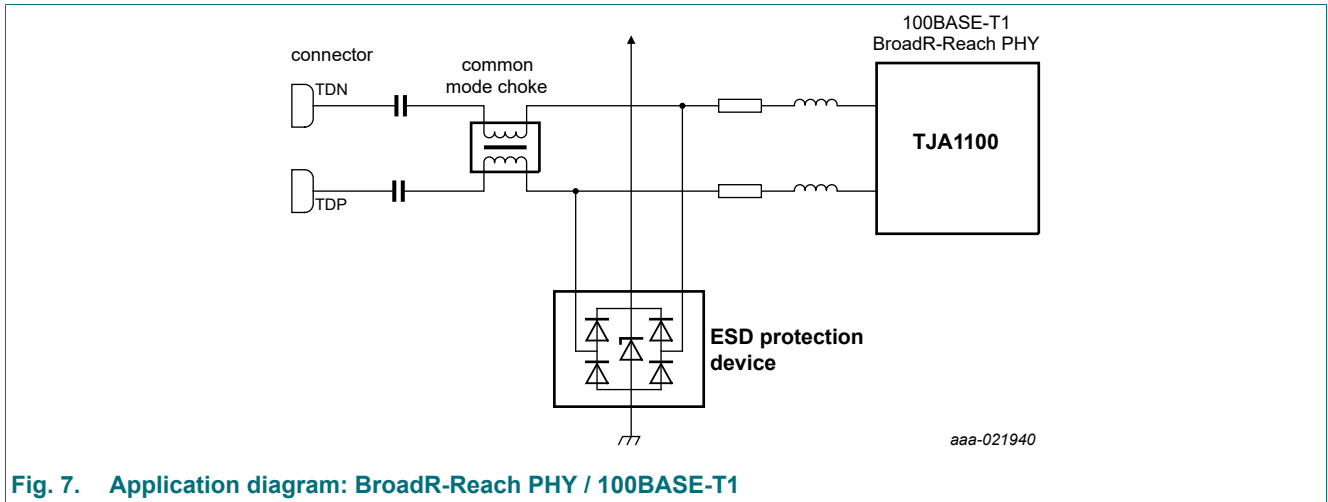 connector
TDN
TDP
common
mode choke
100BASE-T1
BroadR-Reach PHY
TJA1100
ESD protection
device
aaa-021940
Fig. 7. Application diagram: BroadR-Reach PHY / 100BASE-T1